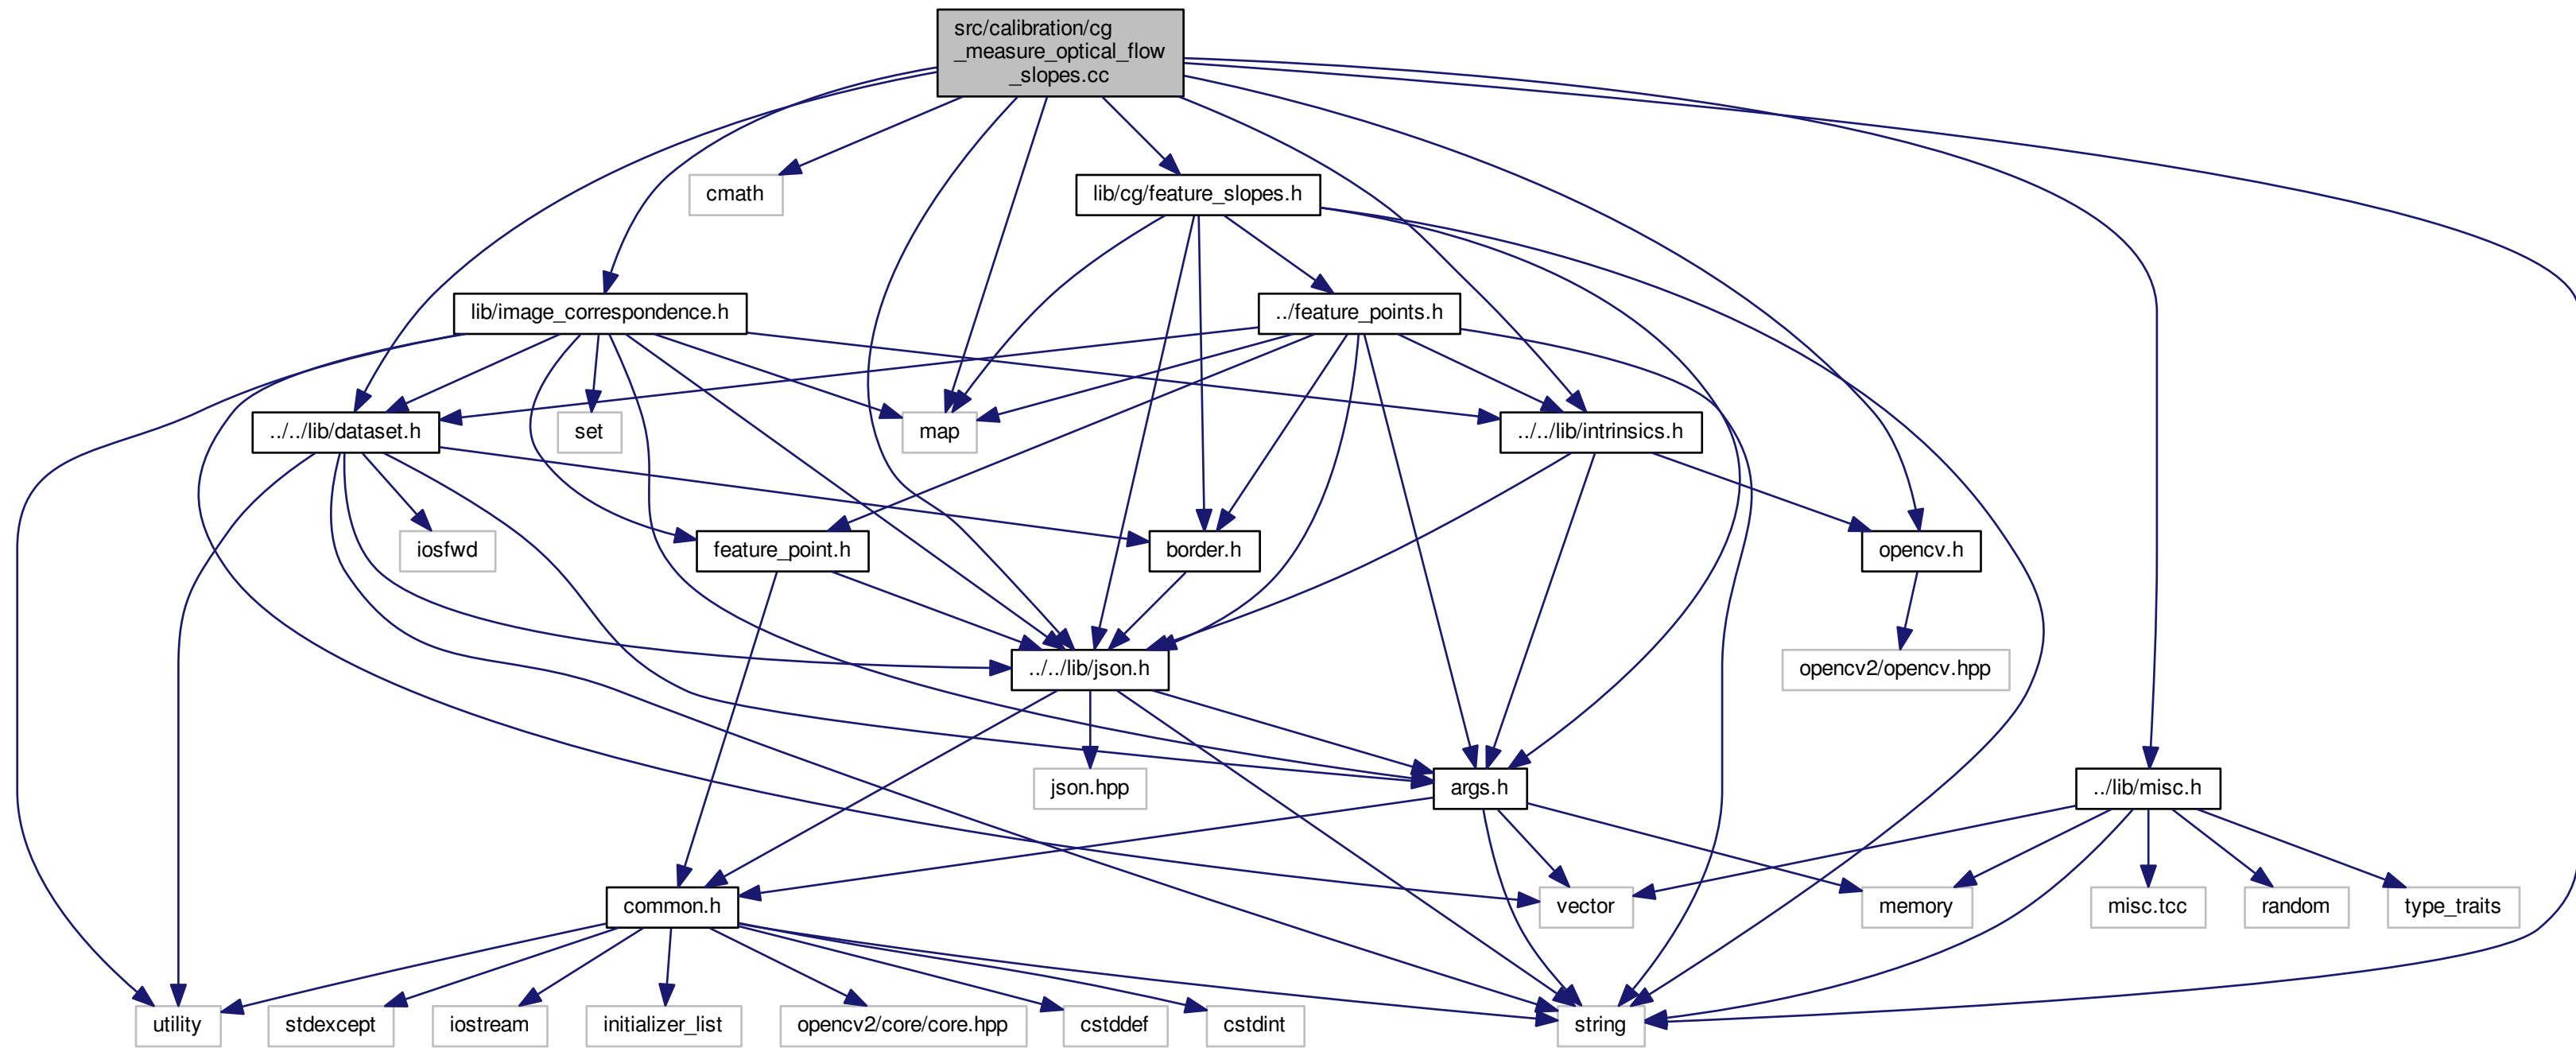 src/calibration/cg
_measure_optical_flow
_slopes.cc
cmath
lib/cg/feature_slopes.h
lib/image_correspondence.h
../feature_points.h
../../lib/dataset.h
set
map
../../lib/intrinsics.h
iosfwd
feature_point.h
border.h
opencv.h
../../lib/json.h
opencv2/opencv.hpp
json.hpp
args.h
../lib/misc.h
common.h
vector
memory
misc.tcc
random
type_traits
utility
stdexcept
iostream
initializer_list
opencv2/core/core.hpp
cstddef
cstdint
string